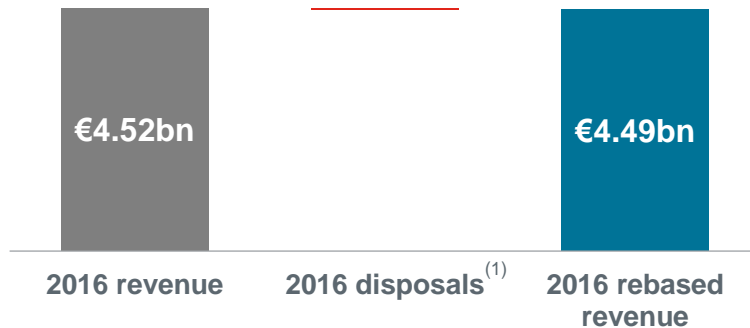 €4.52bn
€4.49bn
2016 revenue
2016 disposals(1)
2016 rebased
revenue